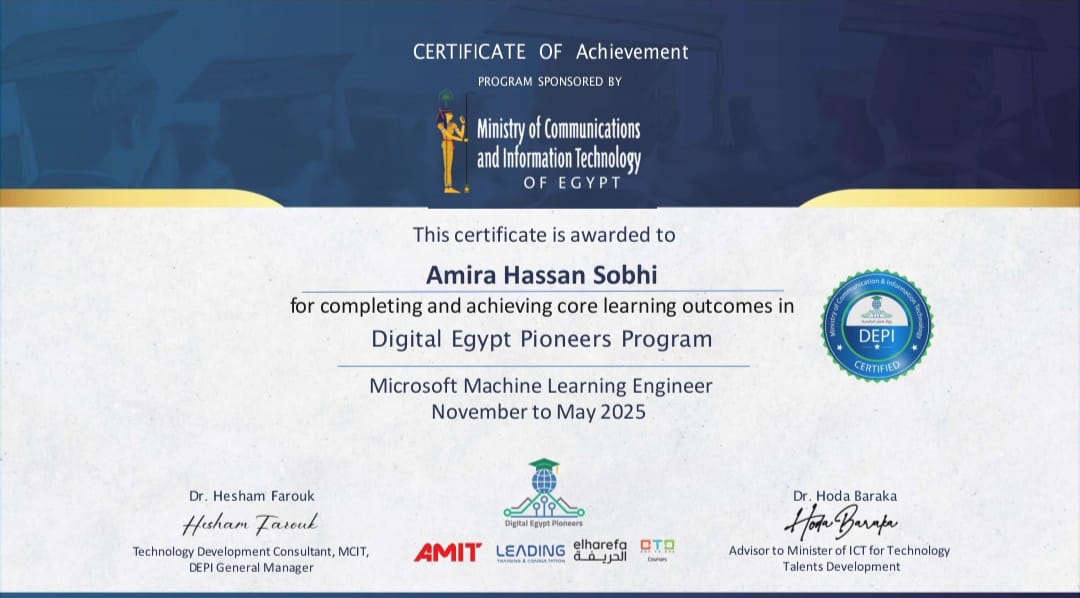 CERTIFICATE OF Achievement
PROGRAM SPONSORED BY
Ministry of Communications
and Information Technology
OF EGYPT
This certificate is awarded to
Amira Hassan Sobhi
for completing and achieving core learning outcomes in
Digital Egypt Pioneers Program
Microsoft Machine Learning Engineer
November to May 2025
Ministry of Communication & Information Technology
DEPI
CERTIFIED
Dr. Hesham Farouk
Hesham Farouk
Technology Development Consultant, MCIT,
DEPI General Manager
Digital Egypt Pioneers
AMIT
LEADING
TRAINING & CONSULTATION
elharefa
الحريفة
CTO
Courses
Dr. Hoda Baraka
Hoda Baraka
Advisor to Minister of ICT for Technology
Talents Development